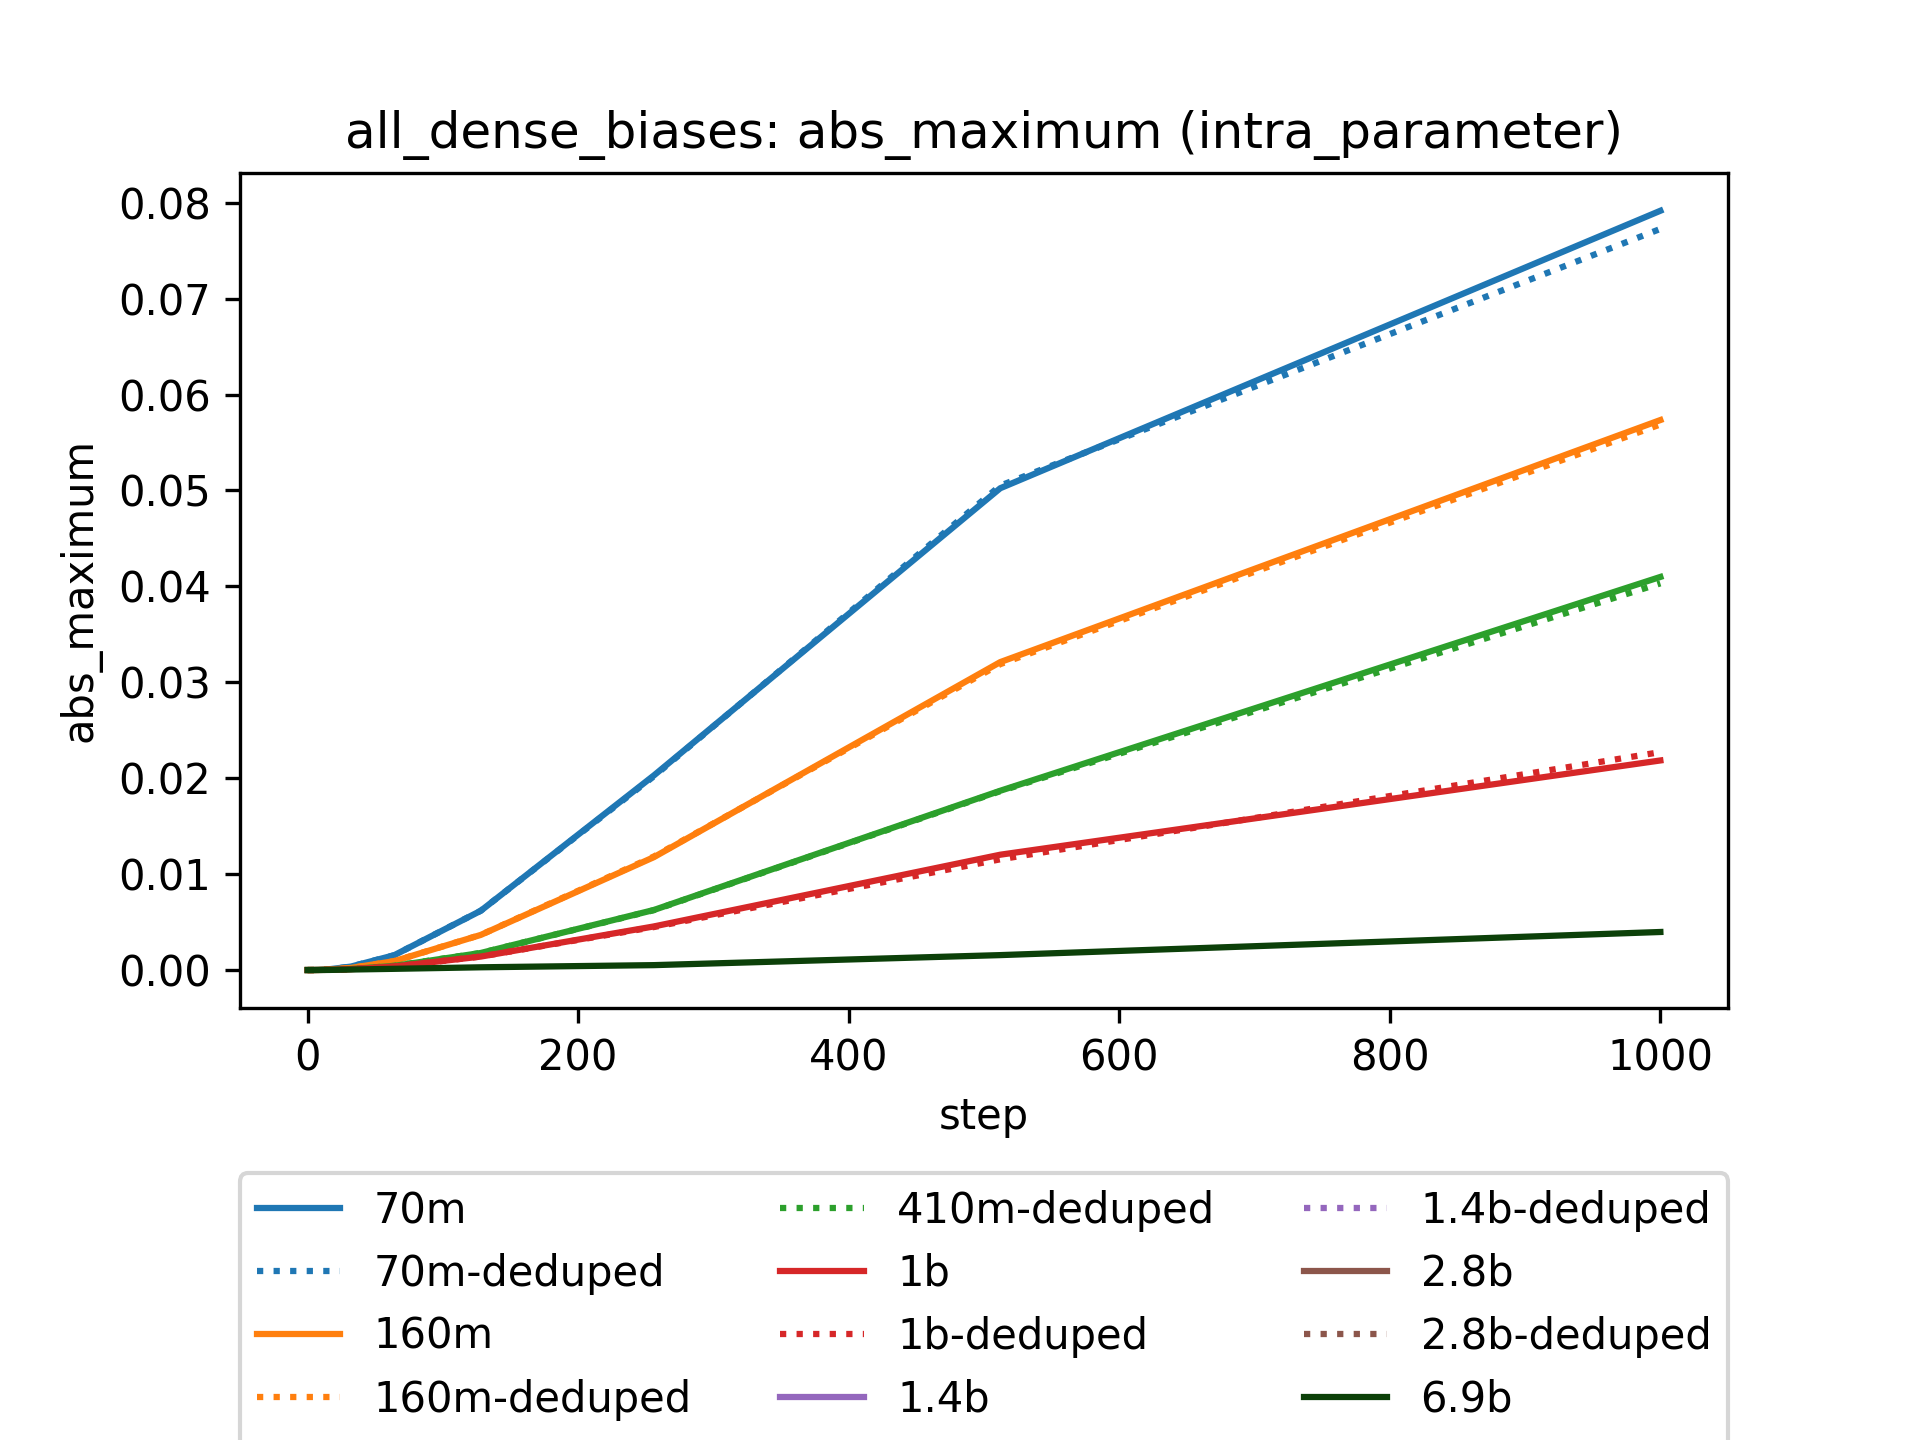 all_dense_biases: abs_maximum (intra_parameter)
abs_maximum
0.08
0.07
0.06
0.05
0.04
0.03
0.02
0.01
0.00
0 200 400 600 800 1000
step
70m 410m-deduped 1.4b-deduped
70m-deduped 1b 2.8b
160m 1b-deduped 2.8b-deduped
160m-deduped 1.4b 6.9b